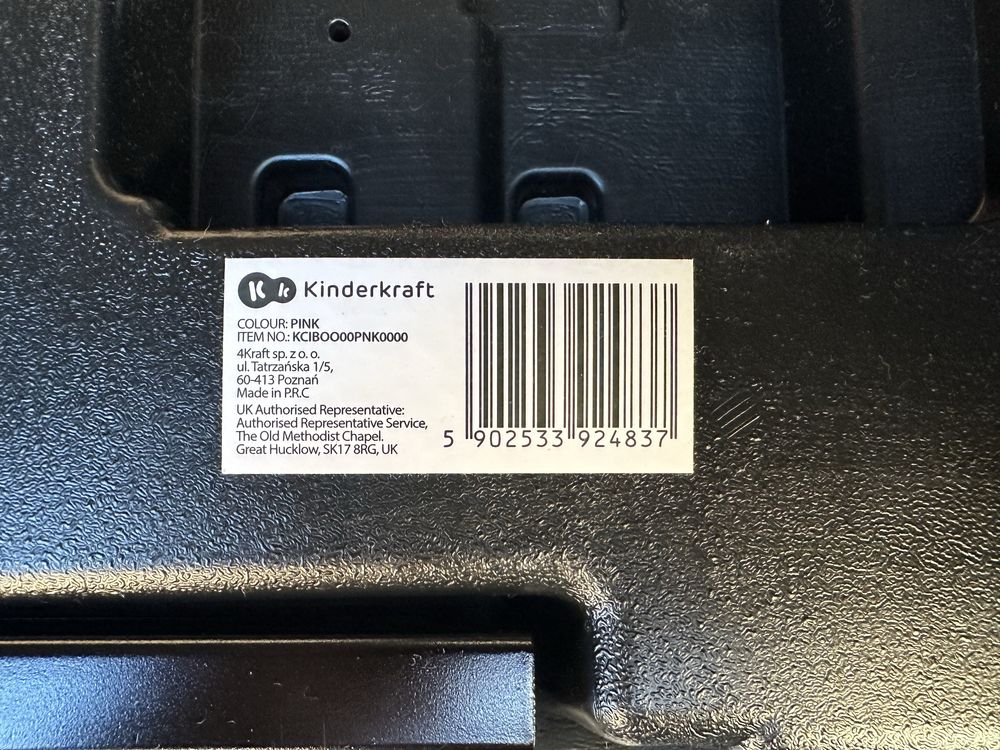 Kk Kinderkraft
COLOUR: PINK
ITEM NO.: KCIBOO00PNK0000
4Kraft sp. z o. o.
ul. Tatrzańska 1/5,
60-413 Poznań
Made in P.R.C
UK Authorised Representative:
Authorised Representative Service,
The Old Methodist Chapel.
Great Hucklow, SK17 8RG, UK
5 902533 924837